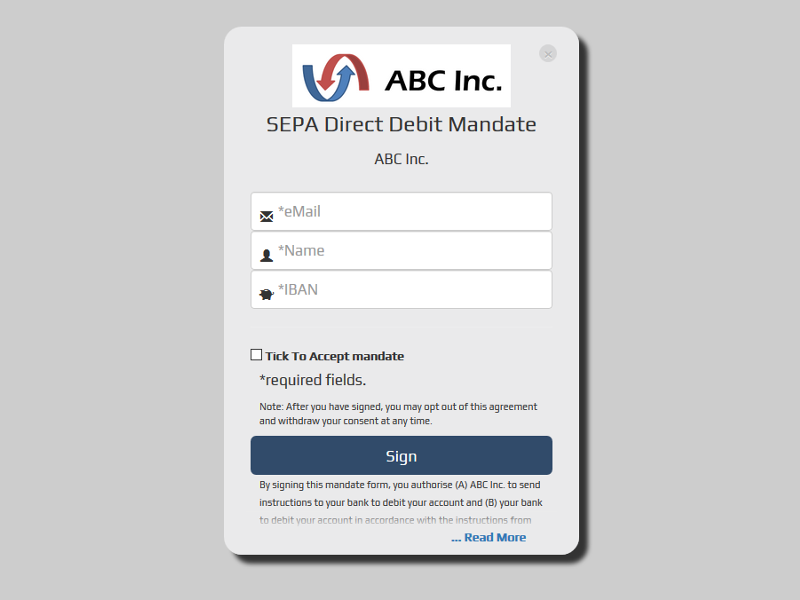 ABC Inc.
SEPA Direct Debit Mandate
ABC Inc.
*eMail
*Name
*IBAN
Tick To Accept mandate
*required fields.
Note: After you have signed, you may opt out of this agreement
and withdraw your consent at any time.
Sign
By signing this mandate form, you authorise (A) ABC Inc. to send
instructions to your bank to debit your account and (B) your bank
to debit your account in accordance with the instructions from
... Read More